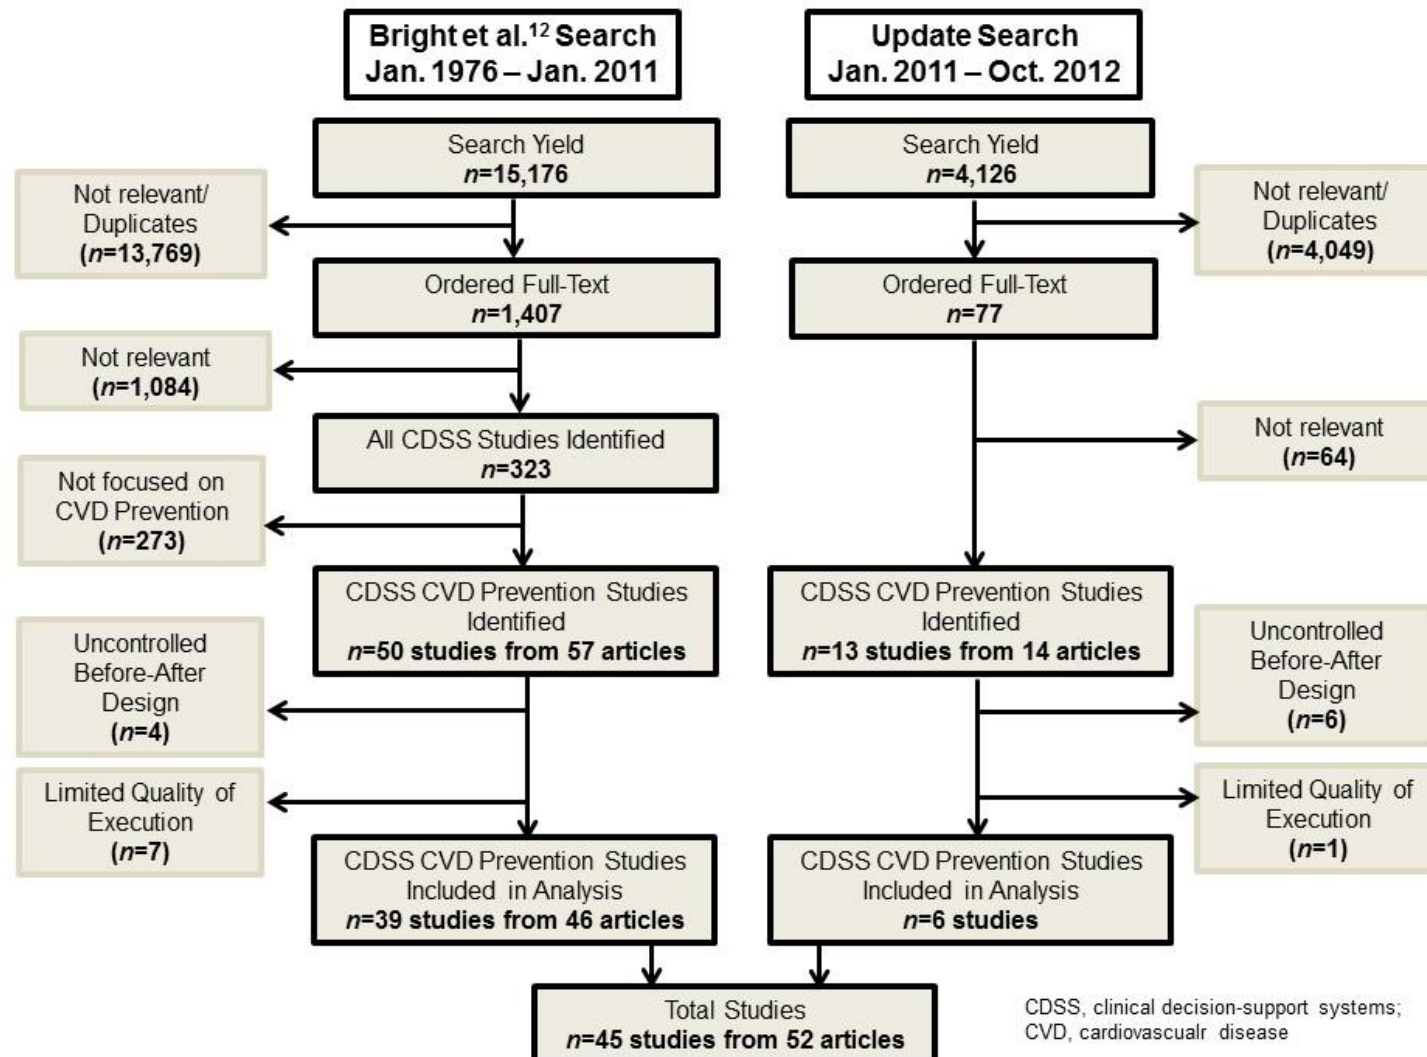 Bright et al.12 Search
Jan. 1976 – Jan. 2011
Update Search
Jan. 2011 – Oct. 2012
Search Yield
n=15,176
Search Yield
n=4,126
Not relevant/
Duplicates
(n=13,769)
Not relevant/
Duplicates
(n=4,049)
Ordered Full-Text
n=1,407
Ordered Full-Text
n=77
Not relevant
(n=1,084)
All CDSS Studies Identified
n=323
Not relevant
(n=64)
Not focused on
CVD Prevention
(n=273)
CDSS CVD Prevention Studies
Identified
n=50 studies from 57 articles
CDSS CVD Prevention Studies
Identified
n=13 studies from 14 articles
Uncontrolled
Before-After
Design
(n=4)
Uncontrolled
Before-After
Design
(n=6)
Limited Quality of
Execution
(n=7)
Limited Quality of
Execution
(n=1)
CDSS CVD Prevention Studies
Included in Analysis
n=39 studies from 46 articles
CDSS CVD Prevention Studies
Included in Analysis
n=6 studies
Total Studies
n=45 studies from 52 articles
CDSS, clinical decision-support systems;
CVD, cardiovascualr disease